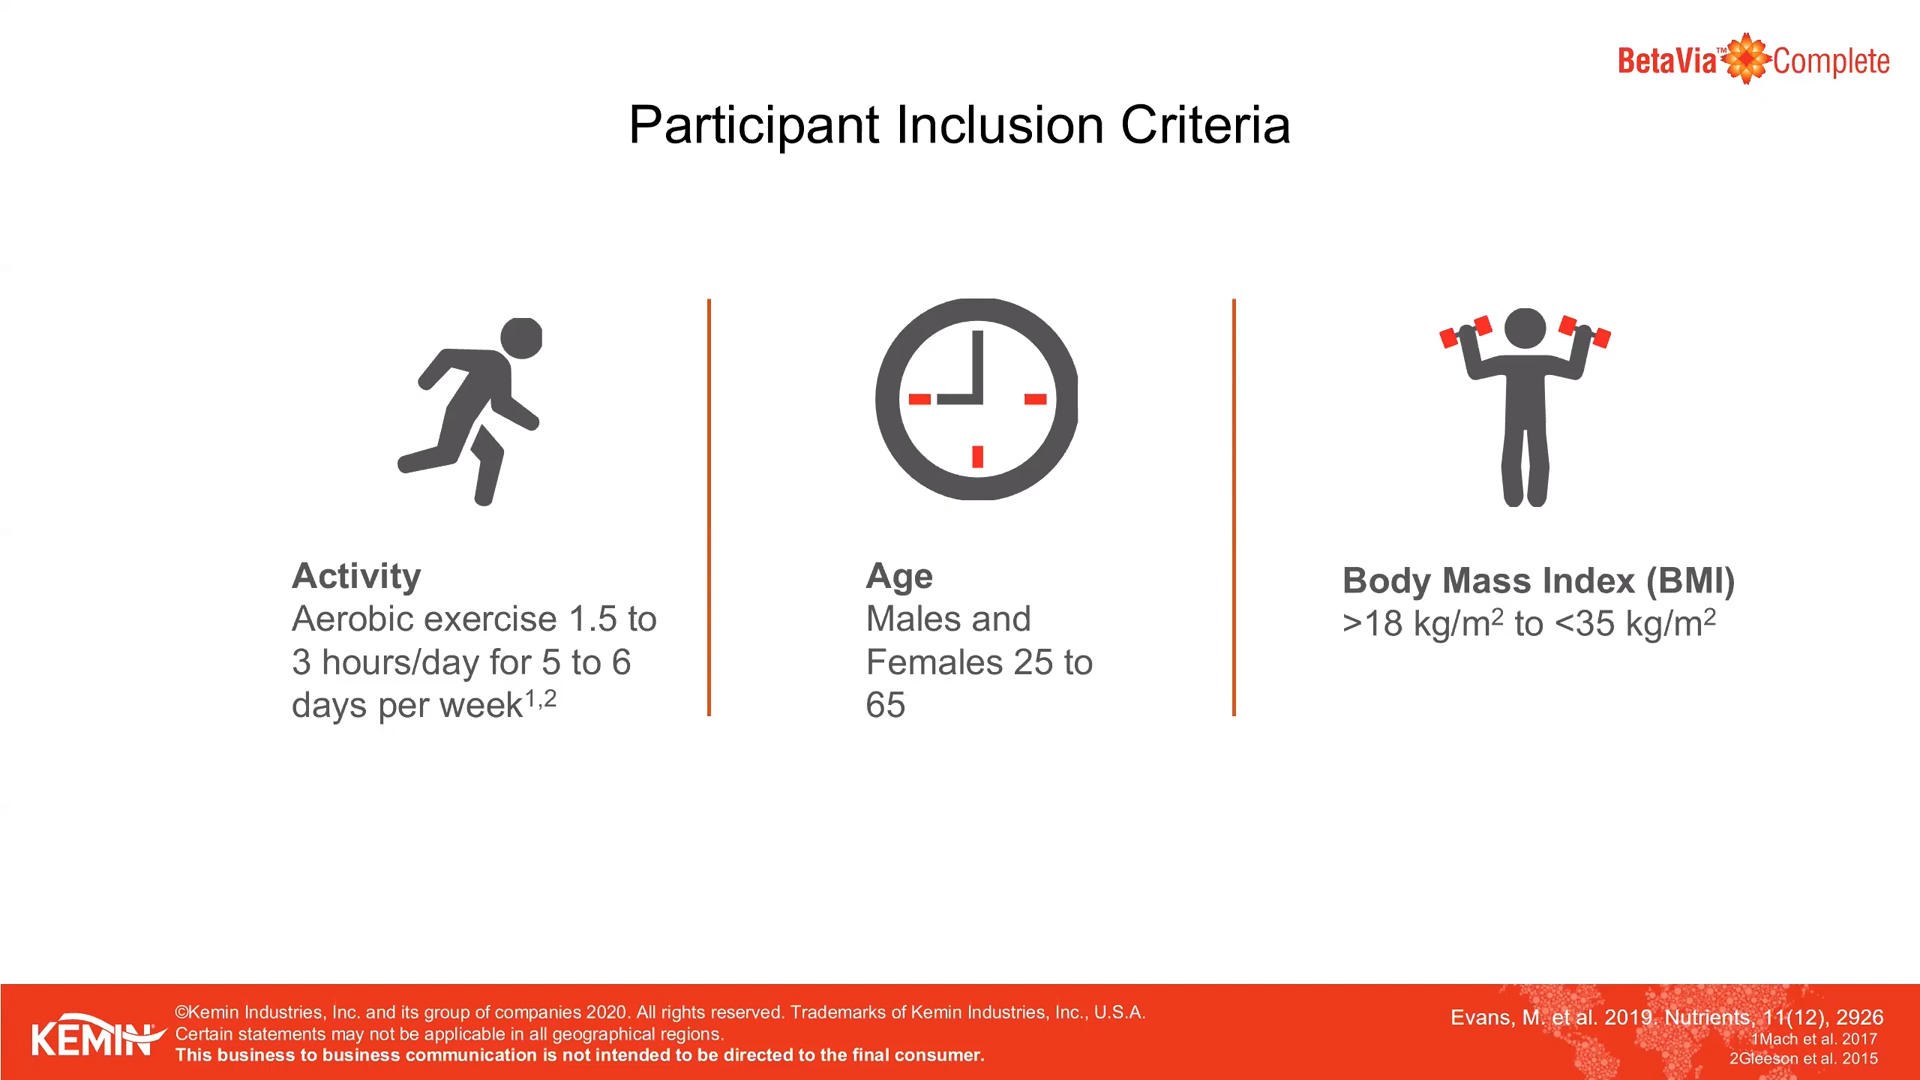 BetaVia™ Complete
Participant Inclusion Criteria
Activity
Aerobic exercise 1.5 to
3 hours/day for 5 to 6
days per week1,2
Age
Males and
Females 25 to
65
Body Mass Index (BMI)
>18 kg/m² to <35 kg/m²
KEMIN®
©Kemin Industries, Inc. and its group of companies 2020. All rights reserved. Trademarks of Kemin Industries, Inc., U.S.A.
Certain statements may not be applicable in all geographical regions.
This business to business communication is not intended to be directed to the final consumer.
Evans, M. et al. 2019. Nutrients, 11(12), 2926
1Mach et al. 2017
2Gleeson et al. 2015